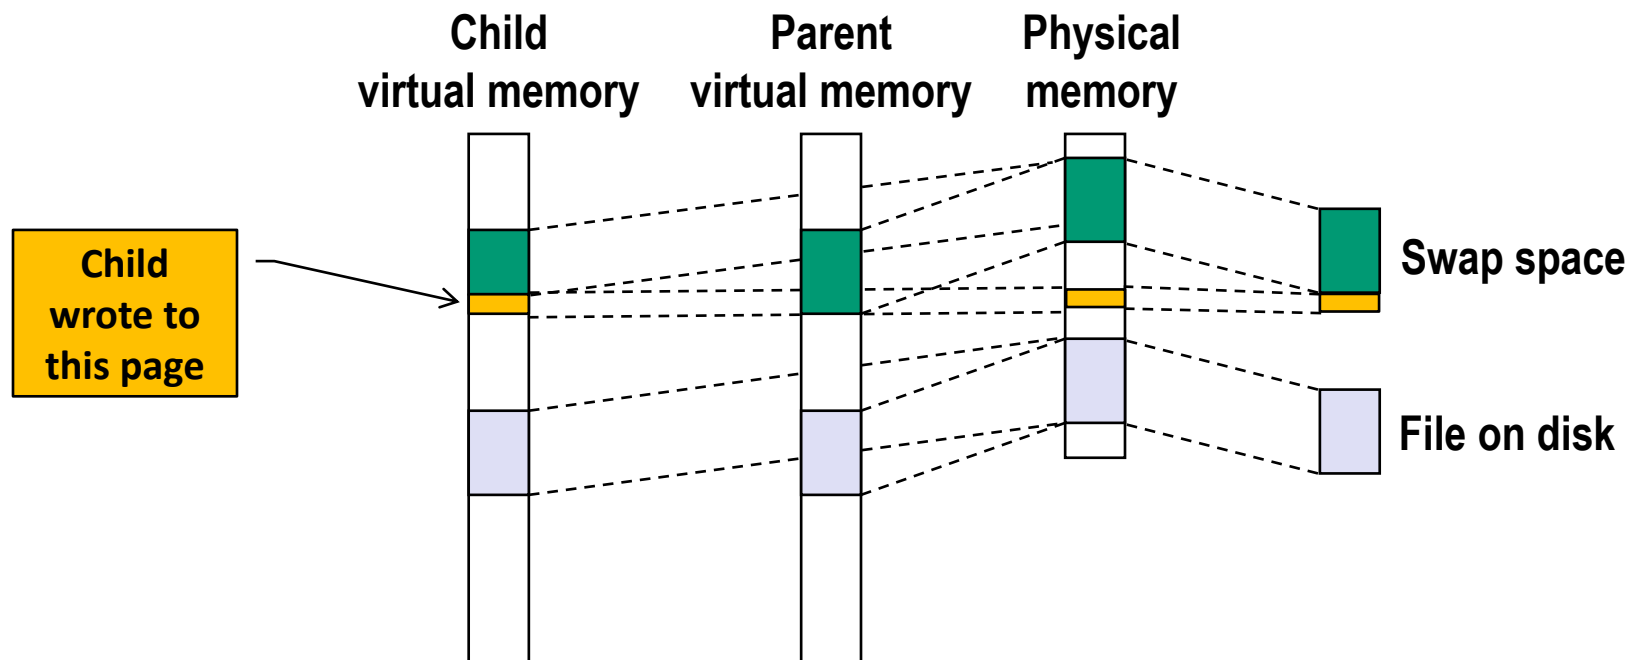 Child
virtual memory
Parent
virtual memory
Physical
memory
Child
wrote to
this page
Swap space
File on disk